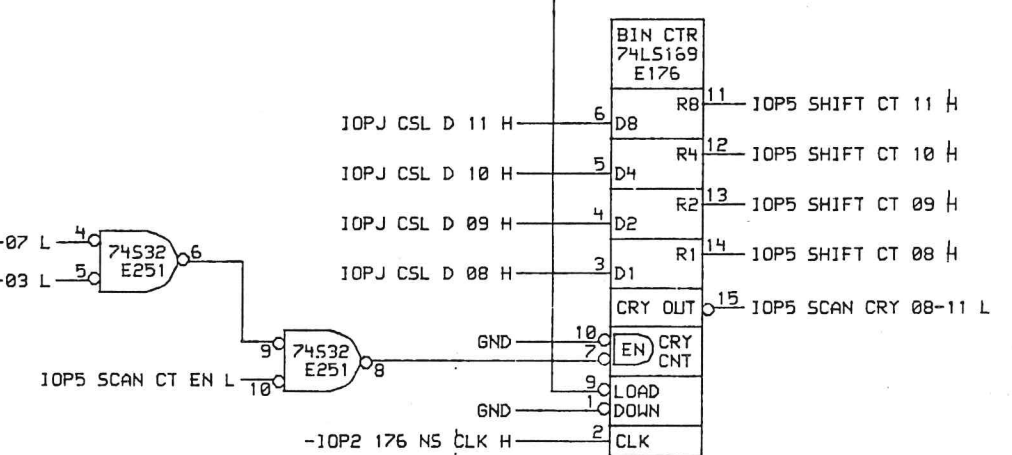 BIN CTR
74LS169
E176
IOPJ CSL D 11 H 6 D8 R8 11 IOP5 SHIFT CT 11 H
IOPJ CSL D 10 H 5 D4 R4 12 IOP5 SHIFT CT 10 H
IOPJ CSL D 09 H 4 D2 R2 13 IOP5 SHIFT CT 09 H
IOPJ CSL D 08 H 3 D1 R1 14 IOP5 SHIFT CT 08 H
CRY OUT 15 IOP5 SCAN CRY 08-11 L
-07 L 4 74S32 6
-03 L 5 E251
GND 10 EN CRY
7 CNT
9 74S32 8
IOP5 SCAN CT EN L 10 E251
9 LOAD
GND 1 DOWN
-IOP2 176 NS CLK H 2 CLK